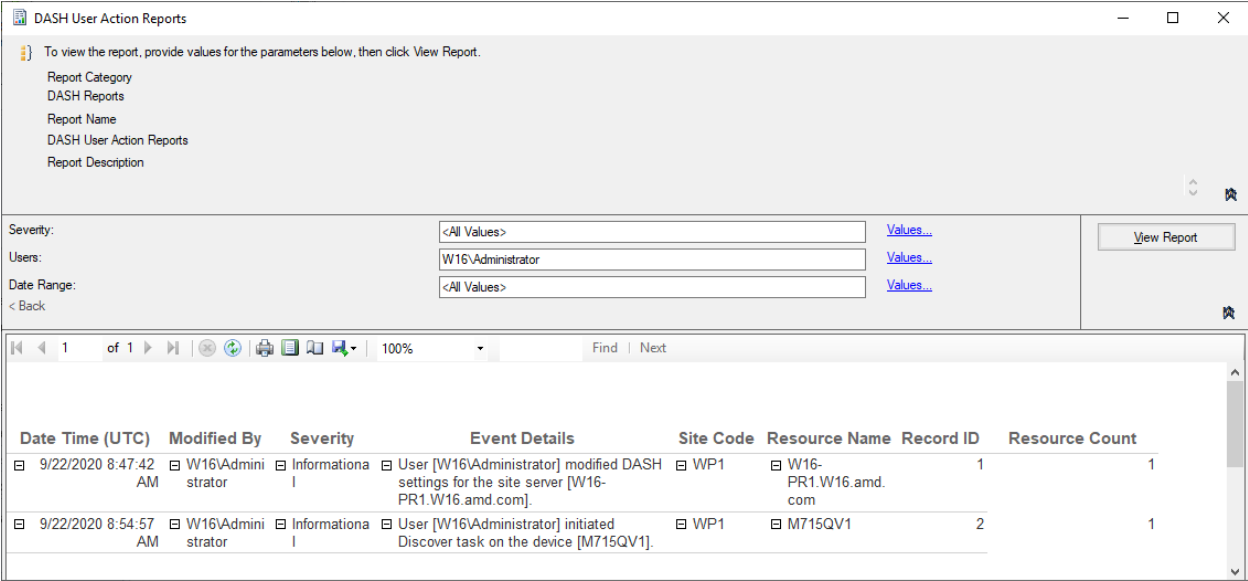 DASH User Action Reports
To view the report, provide values for the parameters below, then click View Report.
Report Category
DASH Reports
Report Name
DASH User Action Reports
Report Description
Severity: <All Values> Values... View Report
Users: W16\Administrator Values...
Date Range: <All Values> Values...
< Back
1 of 1 100% Find | Next
Date Time (UTC) Modified By Severity Event Details Site Code Resource Name Record ID Resource Count
9/22/2020 8:47:42 W16\Admini Informationa User [W16\Administrator] modified DASH WP1 W16- 1 1
AM strator l settings for the site server [W16- PR1.W16.amd.
PR1.W16.amd.com]. com
9/22/2020 8:54:57 W16\Admini Informationa User [W16\Administrator] initiated WP1 M715QV1 2 1
AM strator l Discover task on the device [M715QV1].